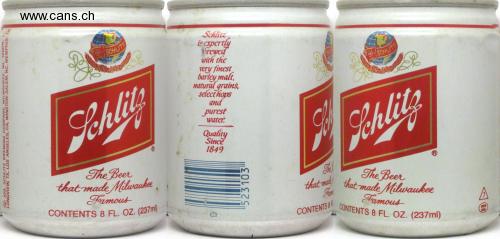 www.cans.ch
Schlitz
®
The Beer
that made Milwaukee
Famous
CONTENTS 8 FL. OZ. (237ml)
Schlitz
is expertly
brewed
with the
very finest
barley malt,
natural grains,
select hops
and
purest
water.
Quality
Since
1849
0
523103
Schlitz
®
The Beer
that made Milwaukee
Famous
CONTENTS 8 FL. OZ. (237ml)